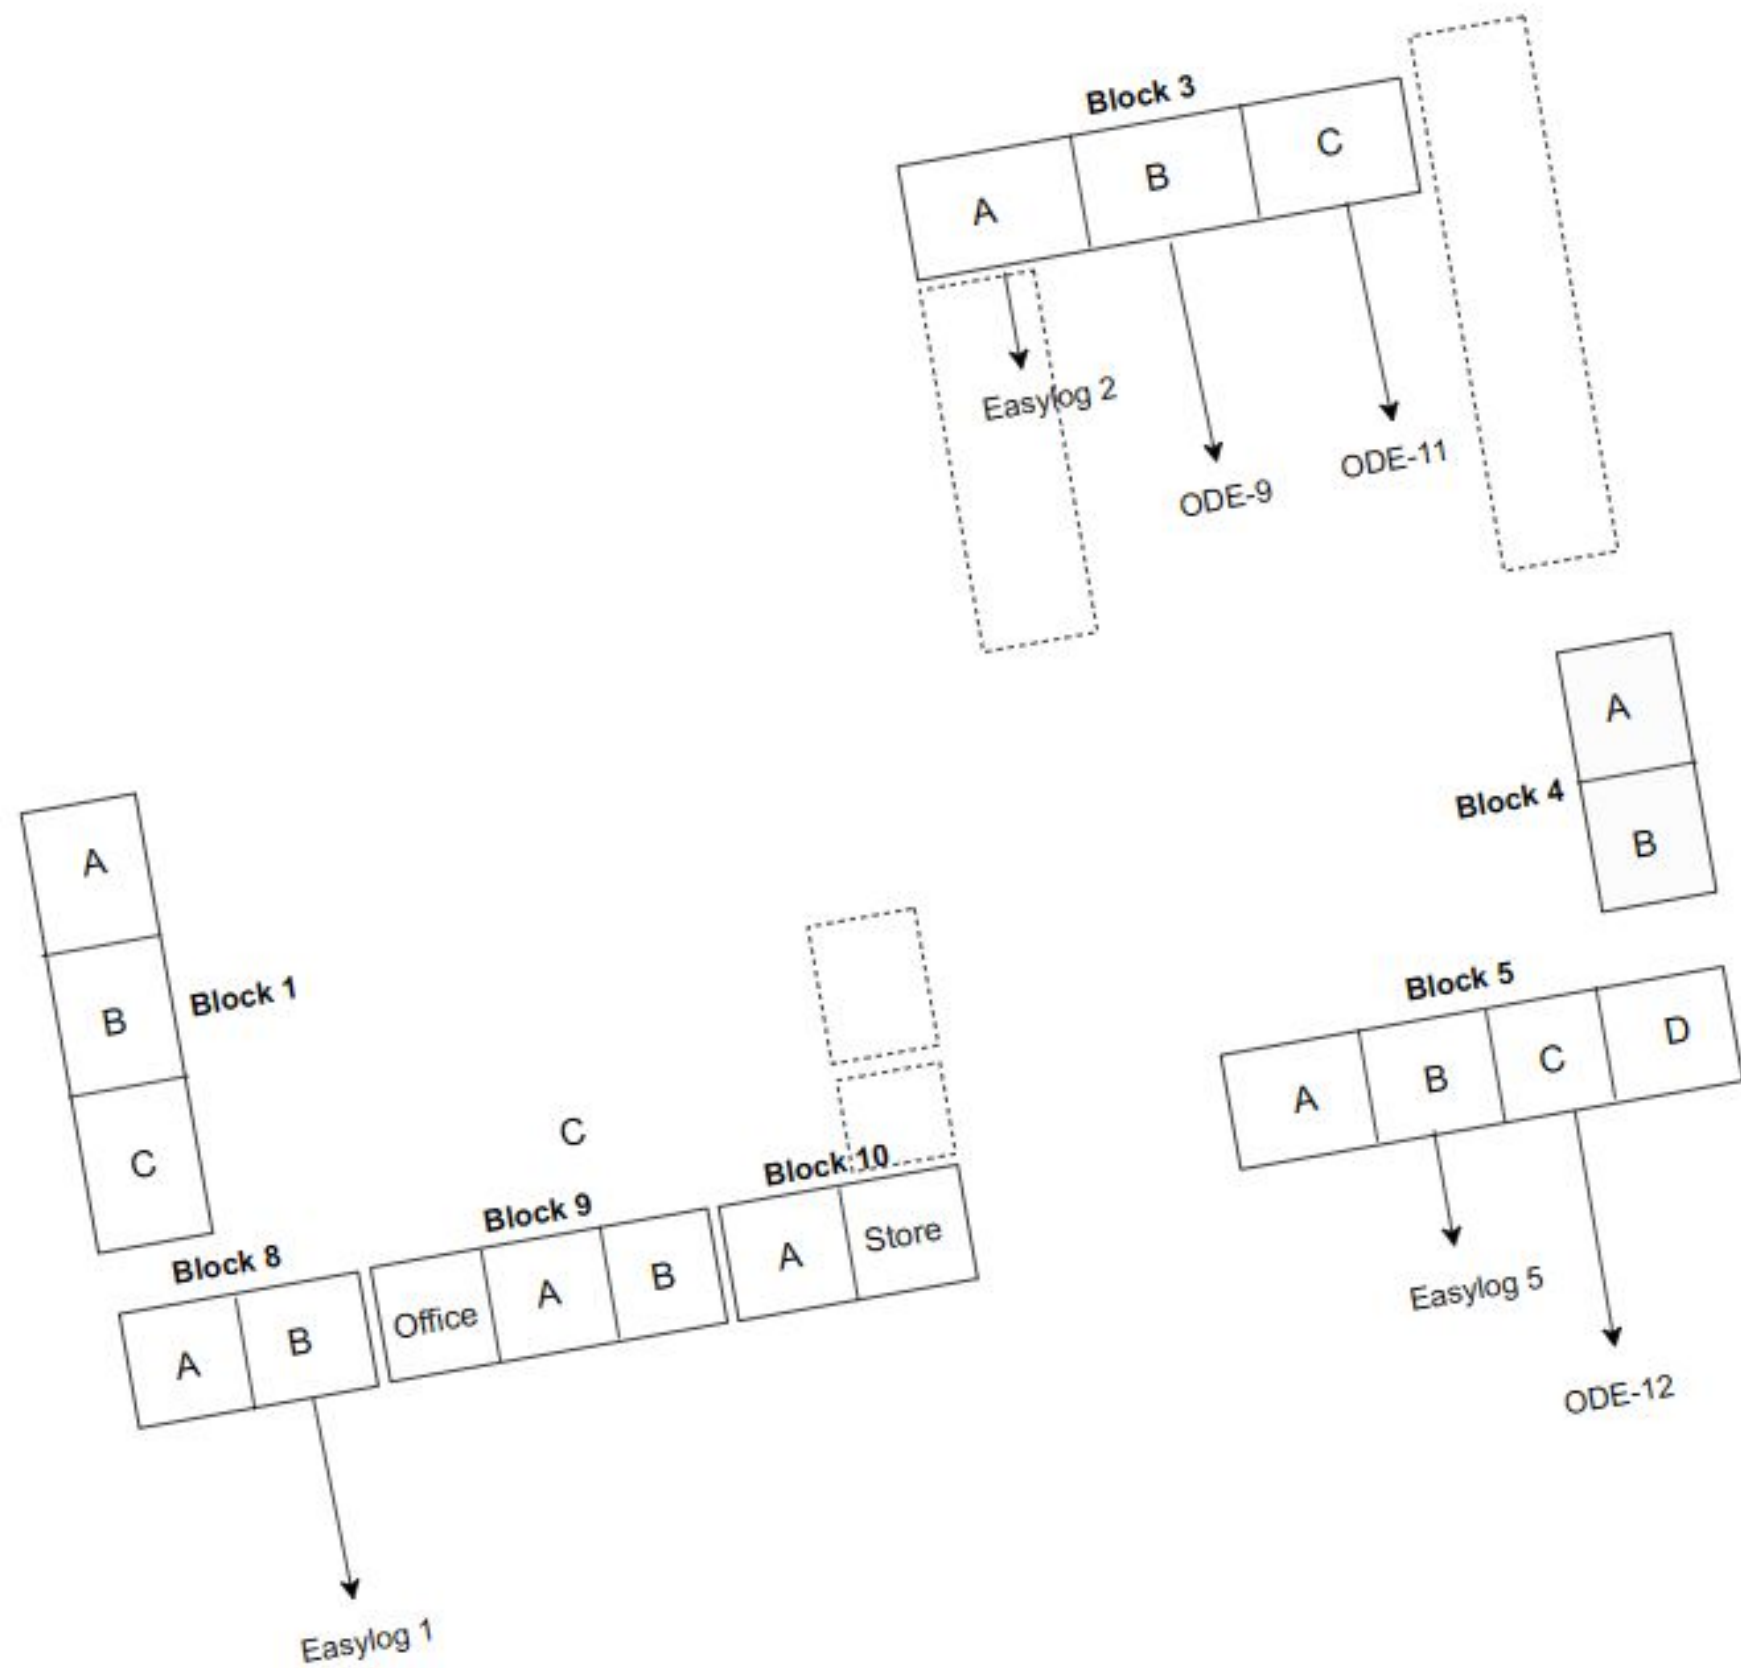 Block 3
A
B
C
Easylog 2
ODE-9
ODE-11
A
Block 4
B
A
B
Block 1
C
C
Block 5
A
B
C
D
Easylog 5
ODE-12
Block 8
A
B
Block 9
Office
A
B
Block 10
A
Store
Easylog 1